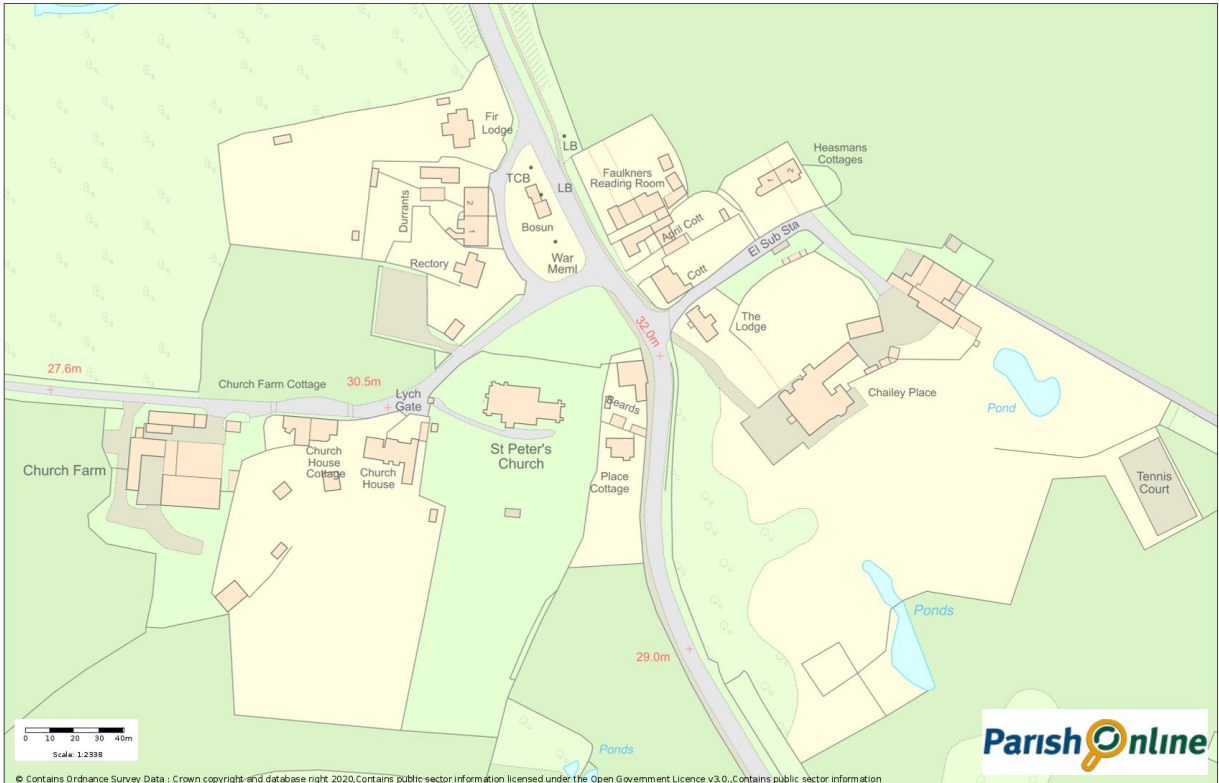 Fir
Lodge
LB
TCB
LB
Faulkners
Reading Room
Heasmans
Cottages
1
2
Durrants
2
1
Bosun
April Cott
War
Meml
El Sub Sta
Rectory
Cott
The
Lodge
32.0m
27.6m
Church Farm Cottage
30.5m
Lych
Gate
Beards
Chailey Place
Pond
St Peter's
Church
Church
House
Cottage
Church
House
Church Farm
Place
Cottage
Tennis
Court
Ponds
29.0m
Ponds
0 10 20 30 40m
Scale: 1:2338
Parish Online
© Contains Ordnance Survey Data : Crown copyright and database right 2020,Contains public sector information licensed under the Open Government Licence v3.0.,Contains public sector information